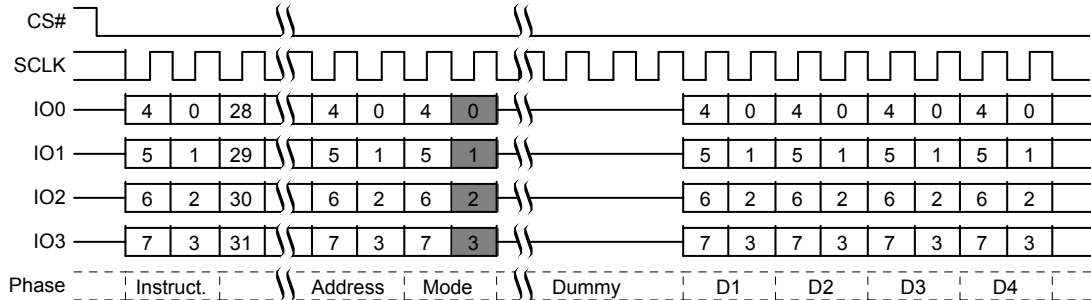 CS#
SCLK
IO0 4 0 28 4 0 4 0 4 0 4 0 4 0 4 0
IO1 5 1 29 5 1 5 1 5 1 5 1 5 1 5 1
IO2 6 2 30 6 2 6 2 6 2 6 2 6 2 6 2
IO3 7 3 31 7 3 7 3 7 3 7 3 7 3 7 3
Phase Instruct. Address Mode Dummy D1 D2 D3 D4